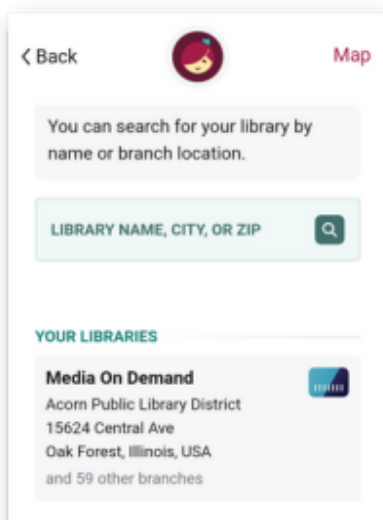 Back
Map
You can search for your library by
name or branch location.
LIBRARY NAME, CITY, OR ZIP
YOUR LIBRARIES
Media On Demand
Acorn Public Library District
15624 Central Ave
Oak Forest, Illinois, USA
and 59 other branches